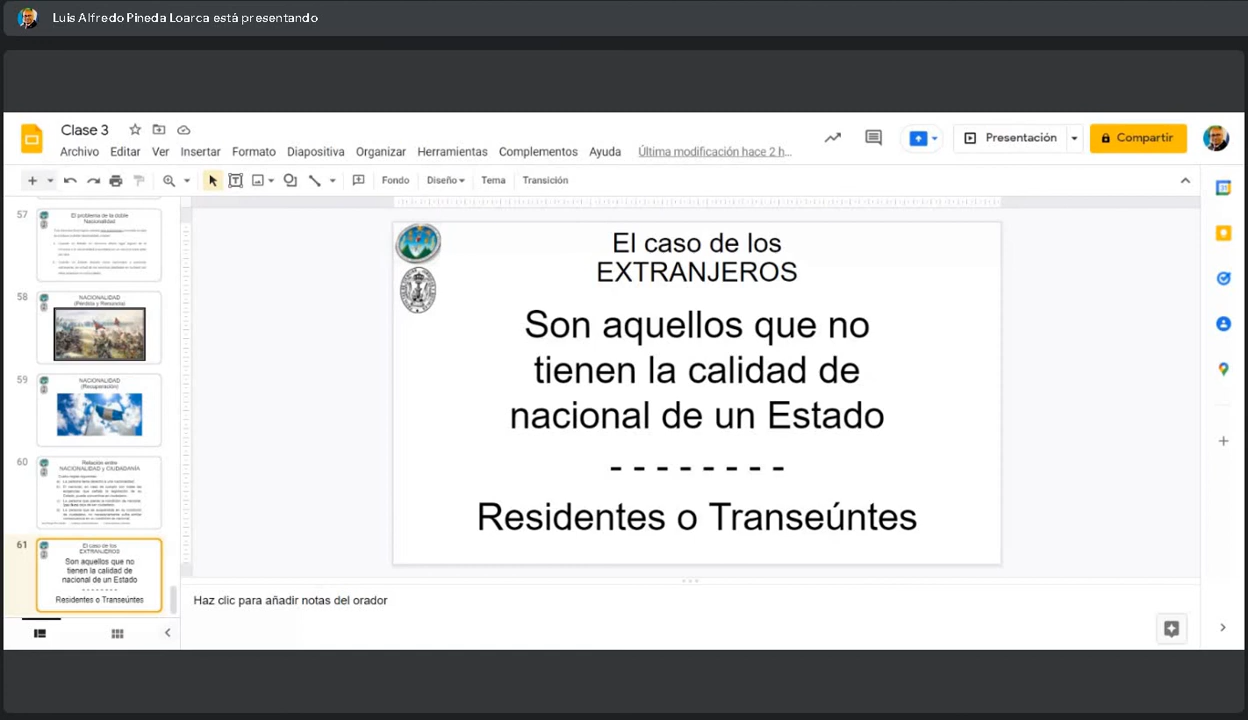 Luis Alfredo Pineda Loarca está presentando
Clase 3
Archivo Editar Ver Insertar Formato Diapositiva Organizar Herramientas Complementos Ayuda Última modificación hace 2 h...
Presentación
Compartir
Fondo Diseño Tema Transición
57
El problema de la doble
Nacionalidad
58
NACIONALIDAD
(Pérdida y Renuncia)
59
NACIONALIDAD
(Recuperación)
60
Relación entre
NACIONALIDAD y CIUDADANÍA
61
El caso de los
EXTRANJEROS
Son aquellos que no
tienen la calidad de
nacional de un Estado
- - - - - - - -
Residentes o Transeúntes
El caso de los
EXTRANJEROS
Son aquellos que no
tienen la calidad de
nacional de un Estado
- - - - - - - -
Residentes o Transeúntes
Haz clic para añadir notas del orador